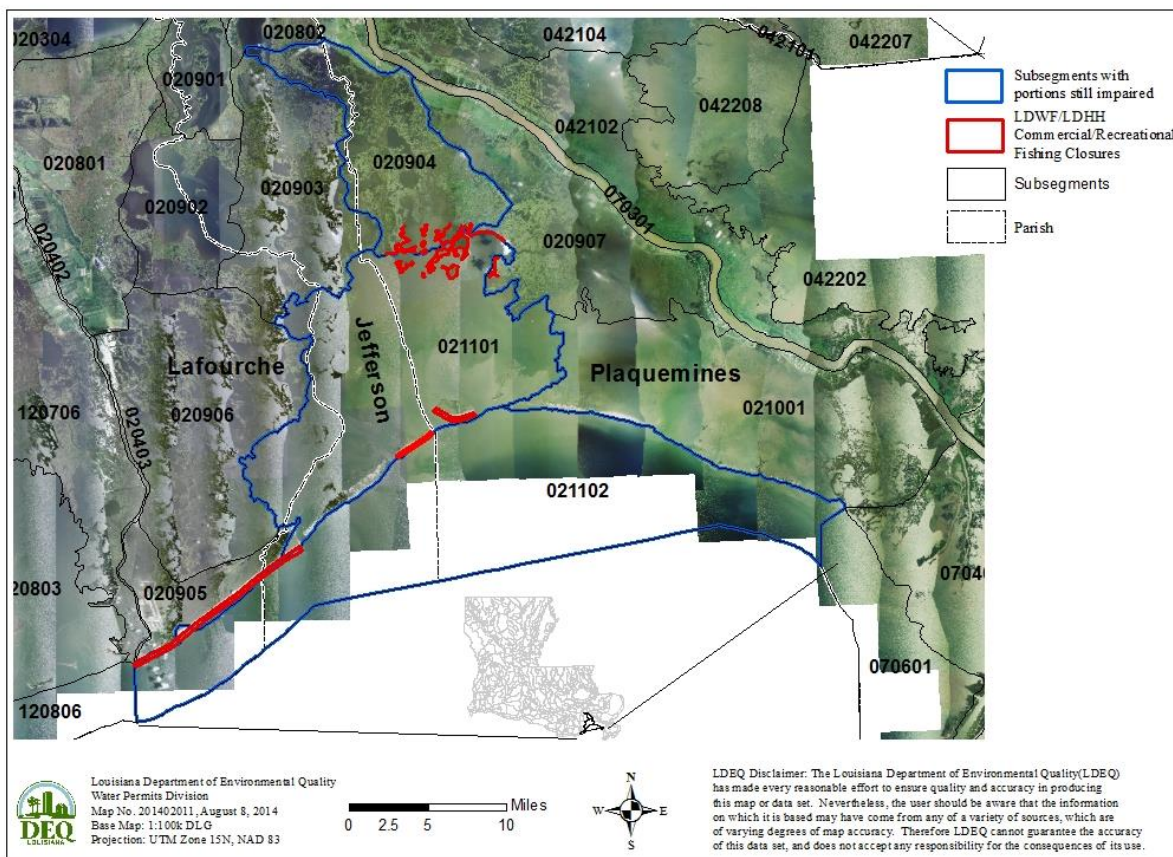 020304
020802
042104
042101
042207
020901
042208
042102
020801
020904
020903
020902
070301
020907
020402
042202
Jefferson
021101
Lafourche
Plaquemines
020906
021001
120706
020403
021102
20803
020905
0704
070601
120806
Subsegments with
portions still impaired
LDWF/LDHH
Commercial/Recreational
Fishing Closures
Subsegments
Parish
DEQ
LOUISIANA
Louisiana Department of Environmental Quality
Water Permits Division
Map No. 201402011, August 8, 2014
Base Map: 1:100k DLG
Projection: UTM Zone 15N, NAD 83
Miles
0 2.5 5 10
N
W E
S
LDEQ Disclaimer: The Louisiana Department of Environmental Quality(LDEQ)
has made every reasonable effort to ensure quality and accuracy in producing
this map or data set. Nevertheless, the user should be aware that the information
on which it is based may have come from any of a variety of sources, which are
of varying degrees of map accuracy. Therefore LDEQ cannot guarantee the accuracy
of this data set, and does not accept any responsibility for the consequences of its use.